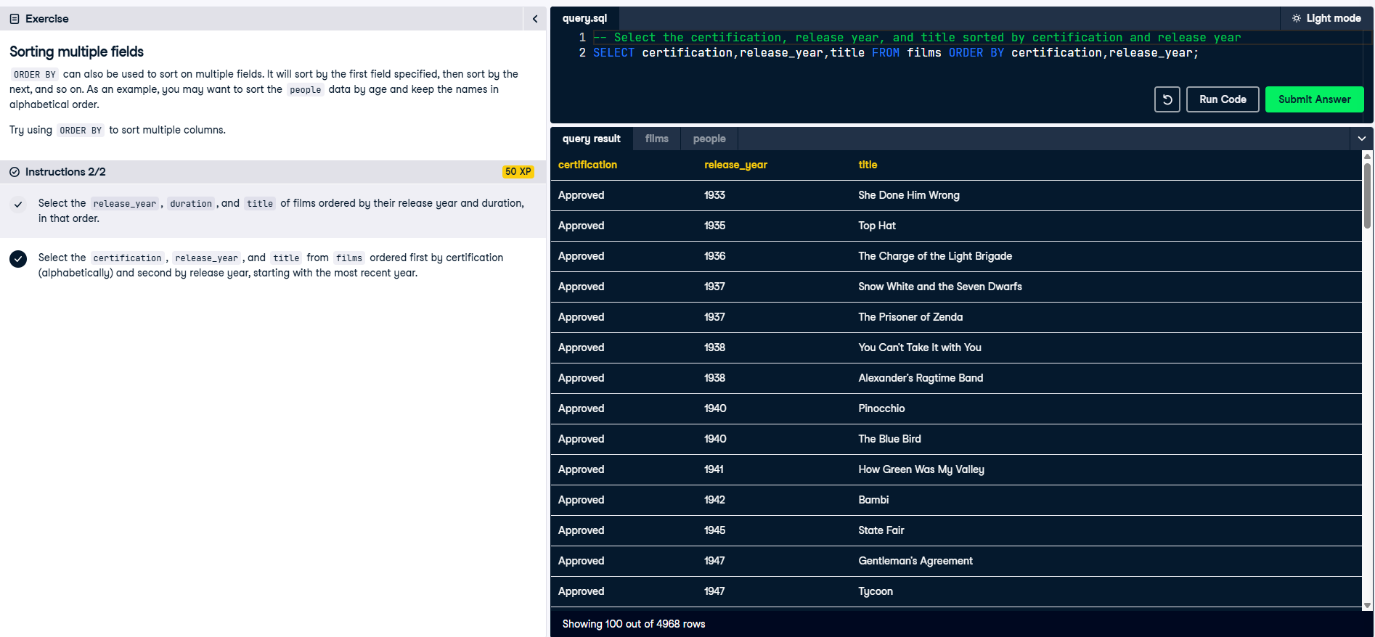 Exercise
Sorting multiple fields
ORDER BY can also be used to sort on multiple fields. It will sort by the first field specified, then sort by the
next, and so on. As an example, you may want to sort the people data by age and keep the names in
alphabetical order.
Try using ORDER BY to sort multiple columns.
Instructions 2/2
50 XP
Select the release_year, duration, and title of films ordered by their release year and duration,
in that order.
Select the certification, release_year, and title from films ordered first by certification
(alphabetically) and second by release year, starting with the most recent year.
query.sql
Light mode
1 -- Select the certification, release year, and title sorted by certification and release year
2 SELECT certification,release_year,title FROM films ORDER BY certification,release_year;
Run Code
Submit Answer
query result films people
certification release_year title
Approved 1933 She Done Him Wrong
Approved 1935 Top Hat
Approved 1936 The Charge of the Light Brigade
Approved 1937 Snow White and the Seven Dwarfs
Approved 1937 The Prisoner of Zenda
Approved 1938 You Can't Take It with You
Approved 1938 Alexander's Ragtime Band
Approved 1940 Pinocchio
Approved 1940 The Blue Bird
Approved 1941 How Green Was My Valley
Approved 1942 Bambi
Approved 1945 State Fair
Approved 1947 Gentleman's Agreement
Approved 1947 Tycoon
Showing 100 out of 4968 rows